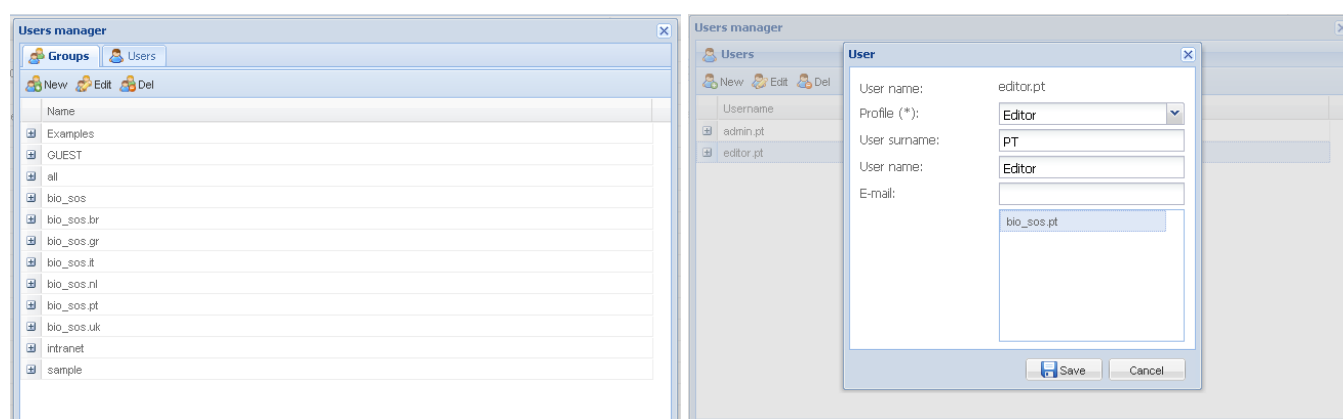 Users manager
Groups Users
New Edit Del
Name
Examples
GUEST
all
bio_sos
bio_sos.br
bio_sos.gr
bio_sos.it
bio_sos.nl
bio_sos.pt
bio_sos.uk
intranet
sample
Users manager
Users
New Edit Del
Username
admin.pt
editor.pt
User
User name: editor.pt
Profile (*): Editor
User surname: PT
User name: Editor
E-mail:
bio_sos.pt
Save Cancel